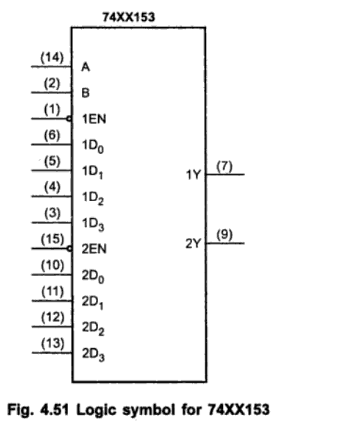 74XX153
(14) A
(2) B
(1) 1EN
(6) 1D0
(5) 1D1
(4) 1D2
(3) 1D3
1Y (7)
(15) 2EN
2Y (9)
(10) 2D0
(11) 2D1
(12) 2D2
(13) 2D3
Fig. 4.51 Logic symbol for 74XX153